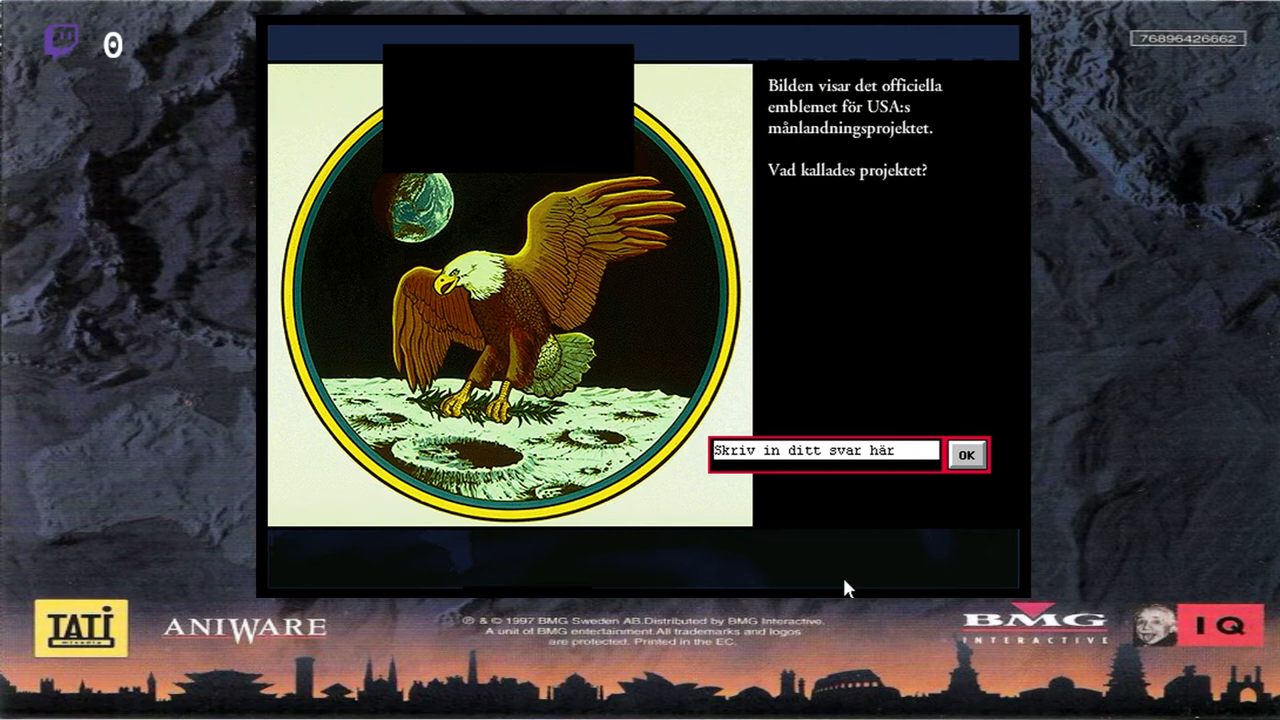 0
76896426662
Bilden visar det officiella
emblemet för USA:s
månlandningsprojektet.
Vad kallades projektet?
Skriv in ditt svar här
OK
TATi
ANIWARE
℗ & © 1997 BMG Sweden AB.Distributed by BMG Interactive.
A unit of BMG entertainment.All trademarks and logos
are protected. Printed in the EC.
BMG
INTERACTIVE
IQ